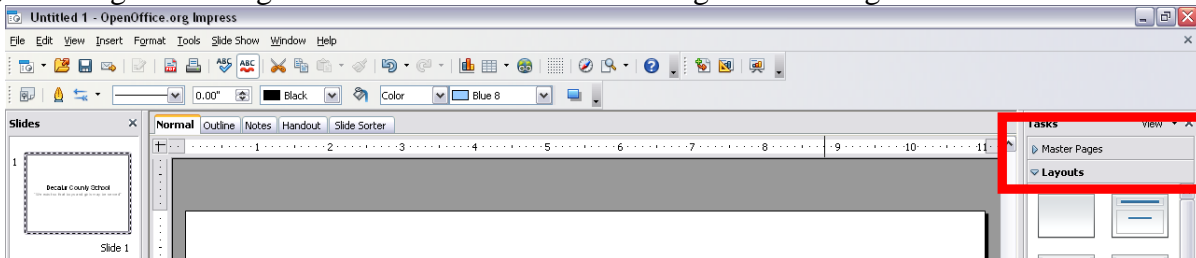 Untitled 1 - OpenOffice.org Impress
File Edit View Insert Format Tools Slide Show Window Help
ABC ABC
0.00" Black Color Blue 8
Slides Normal Outline Notes Handout Slide Sorter Tasks View
1 2 3 4 5 6 7 8 9 10 11
Master Pages
1
Layouts
Decatur County School
Slide 1